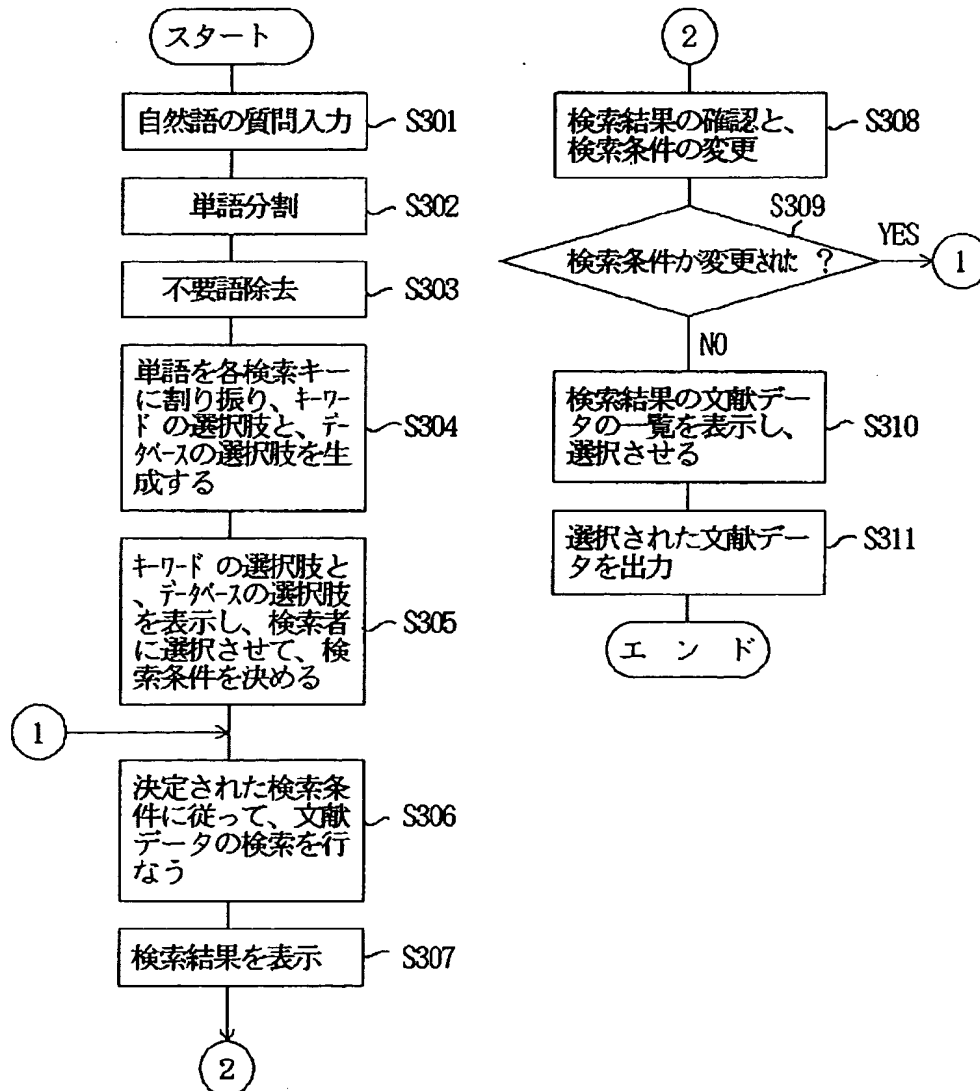 スタート
自然語の質問入力
S301
単語分割
S302
不要語除去
S303
単語を各検索キー
に割り振り、キーワー
ドの選択肢と、デー
タベースの選択肢を生
成する
S304
キーワードの選択肢と
、データベースの選択肢
を表示し、検索者
に選択させて、検
索条件を決める
S305
1
決定された検索条
件に従って、文献
データの検索を行
なう
S306
検索結果を表示
S307
2
2
検索結果の確認と、
検索条件の変更
S308
S309
検索条件が変更された ?
YES
1
NO
検索結果の文献デー
タの一覧を表示し、
選択させる
S310
選択された文献デー
タを出力
S311
エンド